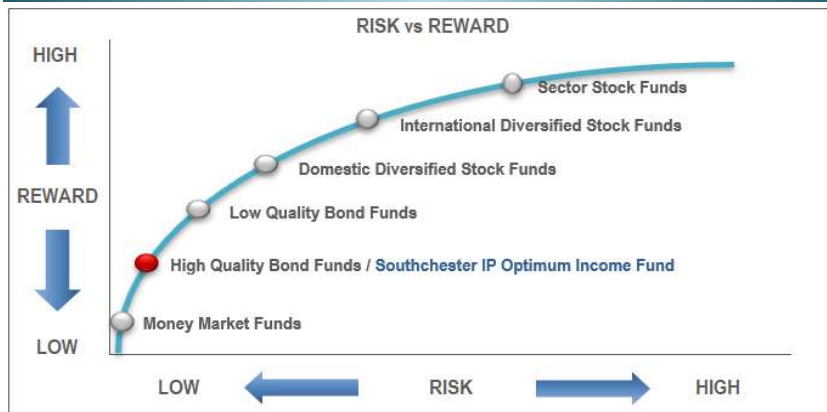 RISK vs REWARD
HIGH
Sector Stock Funds
International Diversified Stock Funds
Domestic Diversified Stock Funds
REWARD
Low Quality Bond Funds
High Quality Bond Funds / Southchester IP Optimum Income Fund
Money Market Funds
LOW
LOW RISK HIGH